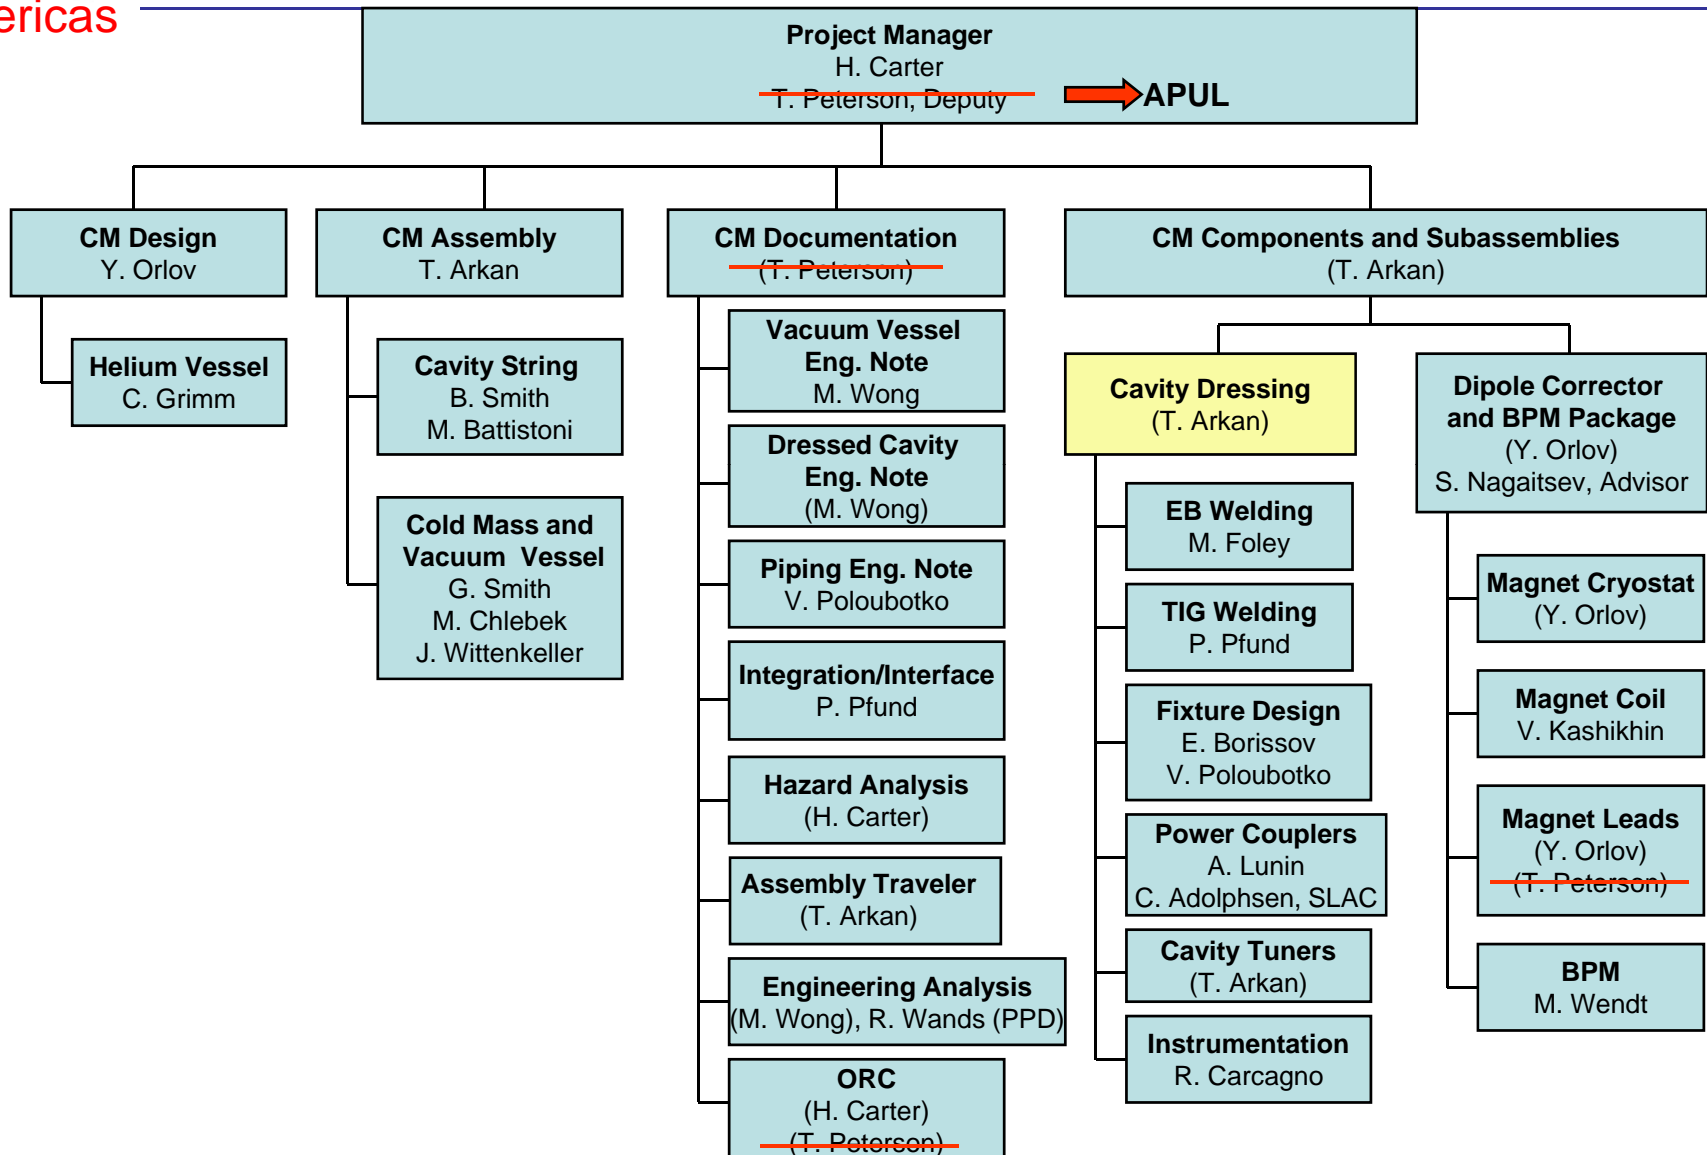 ericas
Project Manager
H. Carter
T. Peterson, Deputy
APUL
CM Design
Y. Orlov
Helium Vessel
C. Grimm
CM Assembly
T. Arkan
Cavity String
B. Smith
M. Battistoni
Cold Mass and
Vacuum Vessel
G. Smith
M. Chlebek
J. Wittenkeller
CM Documentation
(T. Peterson)
Vacuum Vessel
Eng. Note
M. Wong
Dressed Cavity
Eng. Note
(M. Wong)
Piping Eng. Note
V. Poloubotko
Integration/Interface
P. Pfund
Hazard Analysis
(H. Carter)
Assembly Traveler
(T. Arkan)
Engineering Analysis
(M. Wong), R. Wands (PPD)
ORC
(H. Carter)
(T. Peterson)
CM Components and Subassemblies
(T. Arkan)
Cavity Dressing
(T. Arkan)
EB Welding
M. Foley
TIG Welding
P. Pfund
Fixture Design
E. Borissov
V. Poloubotko
Power Couplers
A. Lunin
C. Adolphsen, SLAC
Cavity Tuners
(T. Arkan)
Instrumentation
R. Carcagno
Dipole Corrector
and BPM Package
(Y. Orlov)
S. Nagaitsev, Advisor
Magnet Cryostat
(Y. Orlov)
Magnet Coil
V. Kashikhin
Magnet Leads
(Y. Orlov)
(T. Peterson)
BPM
M. Wendt